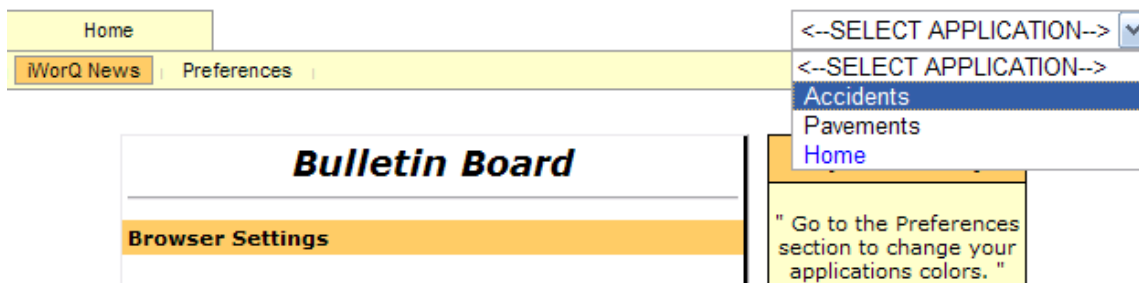 Home
<--SELECT APPLICATION-->
iWorQ News
Preferences
<--SELECT APPLICATION-->
Accidents
Pavements
Home
Bulletin Board
Browser Settings
" Go to the Preferences
section to change your
applications colors. "